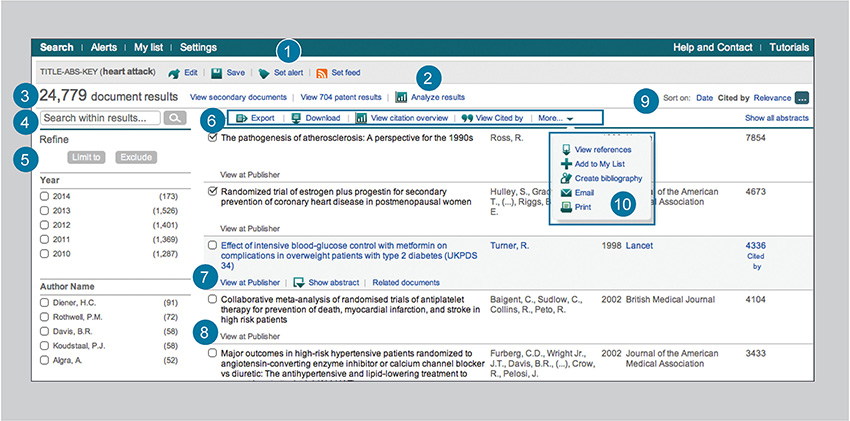 Search | Alerts | My list | Settings Help and Contact | Tutorials
1
TITLE-ABS-KEY (heart attack) Edit | Save | Set alert | Set feed
2
3 24,779 document results View secondary documents | View 704 patent results | Analyze results 9 Sort on: Date Cited by Relevance ...
4 Search within results...
6 Export | Download | View citation overview | View Cited by | More... Show all abstracts
Refine
5 Limit to Exclude
Year
2014 (173)
2013 (1,526)
2012 (1,401)
2011 (1,369)
2010 (1,287)
Author Name
Diener, H.C. (91)
Rothwell, P.M. (72)
Davis, B.R. (58)
Koudstaal, P.J. (58)
Algra, A. (52)
The pathogenesis of atherosclerosis: A perspective for the 1990s Ross, R. 7854
View at Publisher
View references
Add to My List
Create bibliography
Email
Print
10
Randomized trial of estrogen plus progestin for secondary Hulley, S., Grad Journal of the American 4673
prevention of coronary heart disease in postmenopausal women T., (...), Riggs, B Medical Association
E.
View at Publisher
Effect of intensive blood-glucose control with metformin on Turner, R. 1998 Lancet 4336
complications in overweight patients with type 2 diabetes (UKPDS Cited
34) by
7 View at Publisher | Show abstract | Related documents
Collaborative meta-analysis of randomised trials of antiplatelet Baigent, C., Sudlow, C., 2002 British Medical Journal 4104
therapy for prevention of death, myocardial infarction, and stroke in Collins, R., Peto, R.
high risk patients
8 View at Publisher
Major outcomes in high-risk hypertensive patients randomized to Furberg, C.D., Wright Jr., 2002 Journal of the American 3433
angiotensin-converting enzyme inhibitor or calcium channel blocker J.T., Davis, B.R., (...), Crow, Medical Association
vs diuretic: The antihypertensive and lipid-lowering treatment to R., Pelosi, J.